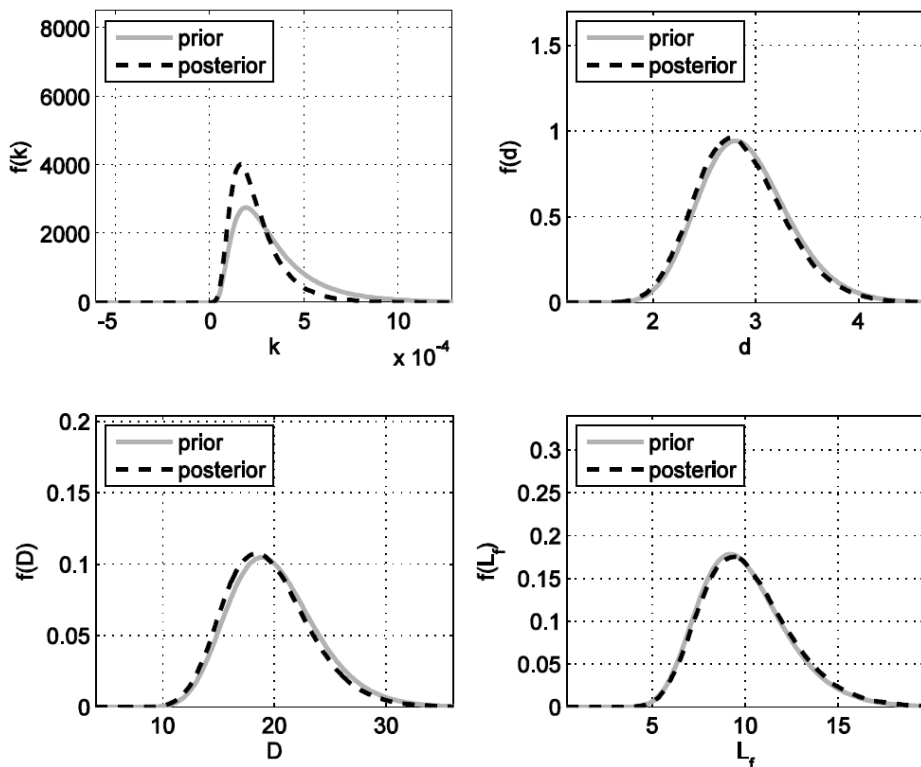 8000
6000
4000
2000
0
f(k)
prior
posterior
-5 0 5 10
k
x 10⁻⁴
1.5
1
0.5
0
f(d)
prior
posterior
2 3 4
d
0.2
0.15
0.1
0.05
0
f(D)
prior
posterior
10 20 30
D
0.3
0.25
0.2
0.15
0.1
0.05
0
f(L_f)
prior
posterior
5 10 15
L_f